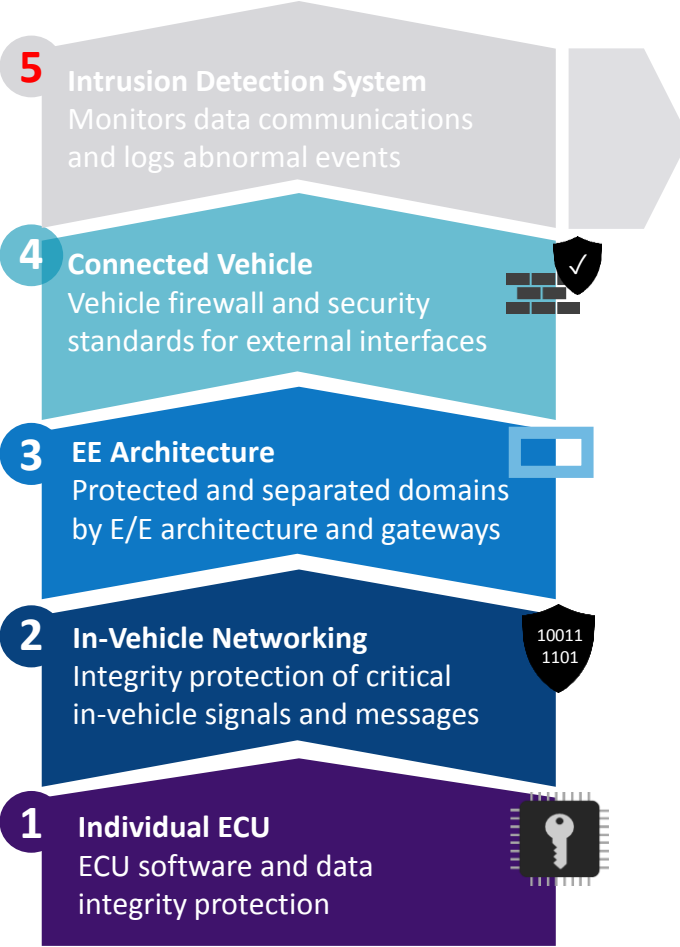 5
Intrusion Detection System
Monitors data communications
and logs abnormal events
4
Connected Vehicle
Vehicle firewall and security
standards for external interfaces
3
EE Architecture
Protected and separated domains
by E/E architecture and gateways
2
In-Vehicle Networking
Integrity protection of critical
in-vehicle signals and messages
10011
1101
1
Individual ECU
ECU software and data
integrity protection